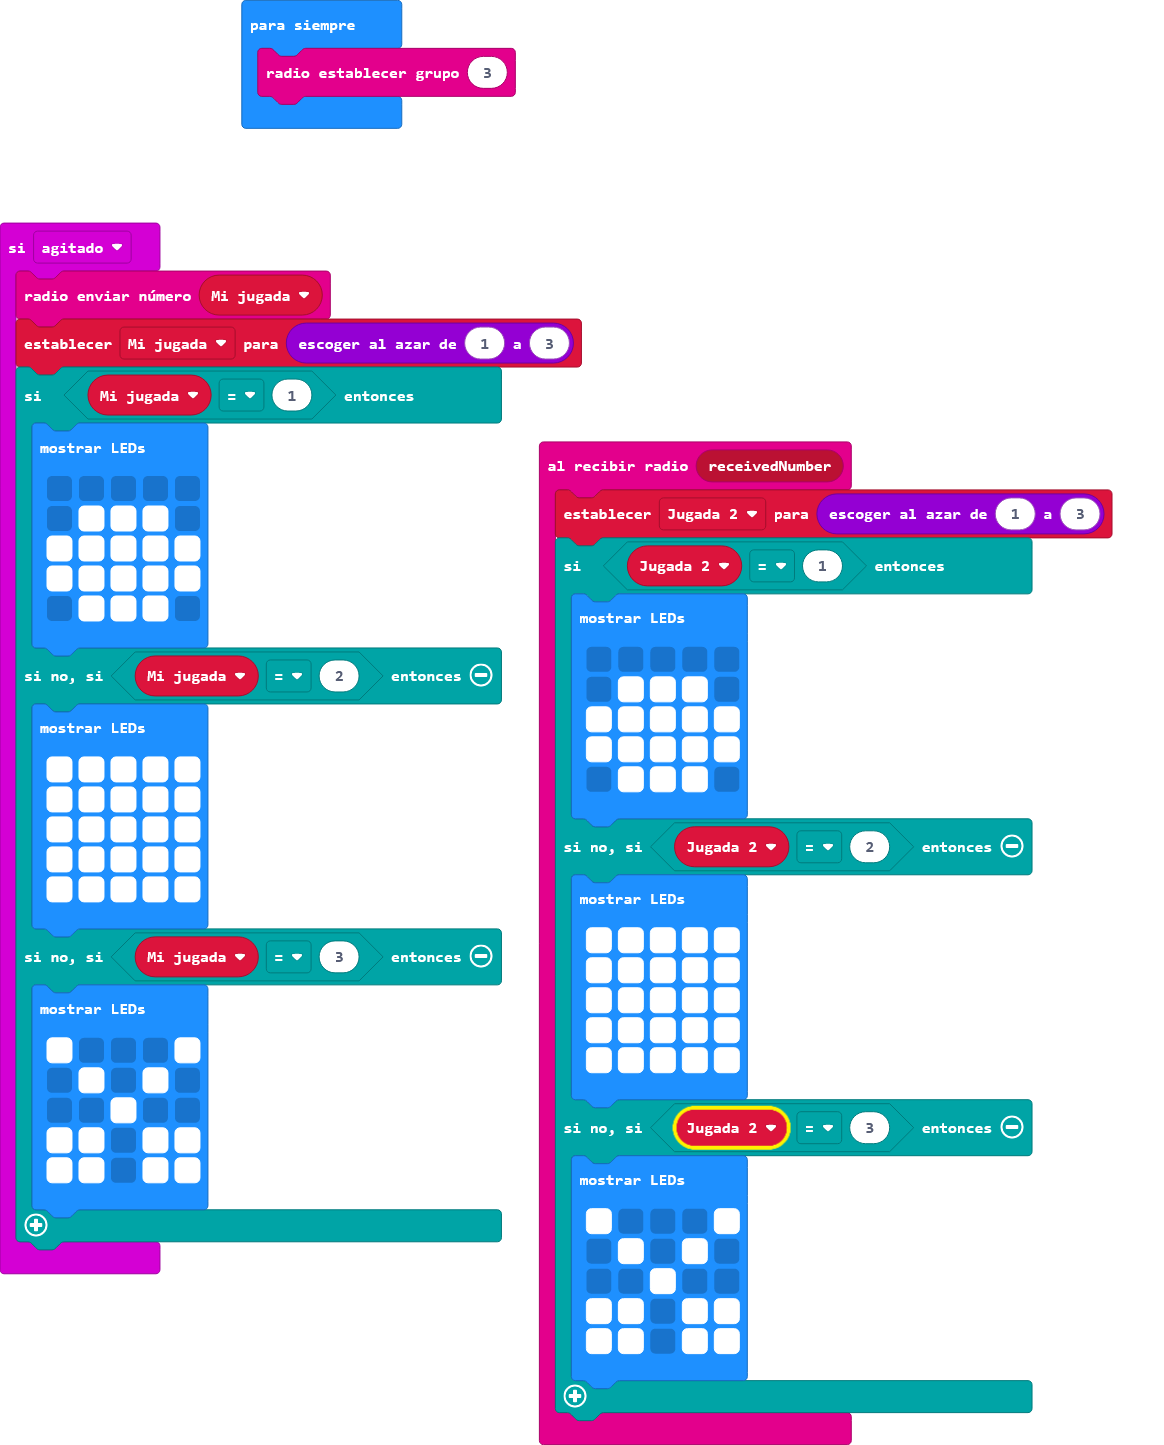 para siempre
radio establecer grupo 3
si agitado
radio enviar número Mi jugada
establecer Mi jugada para escoger al azar de 1 a 3
si Mi jugada = 1 entonces
mostrar LEDs
si no, si Mi jugada = 2 entonces
mostrar LEDs
si no, si Mi jugada = 3 entonces
mostrar LEDs
al recibir radio receivedNumber
establecer Jugada 2 para escoger al azar de 1 a 3
si Jugada 2 = 1 entonces
mostrar LEDs
si no, si Jugada 2 = 2 entonces
mostrar LEDs
si no, si Jugada 2 = 3 entonces
mostrar LEDs